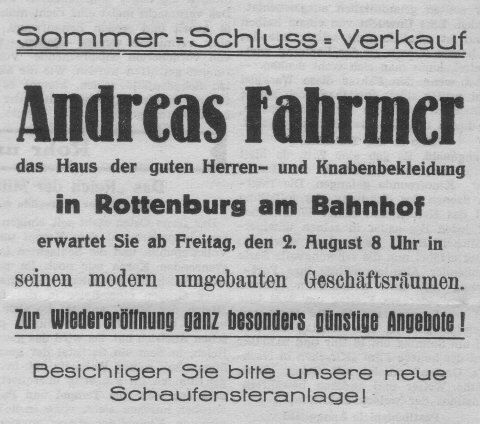 Sommer=Schluss=Verkauf
Andreas Fahrmer
das Haus der guten Herren- und Knabenbekleidung
in Rottenburg am Bahnhof
erwartet Sie ab Freitag, den 2. August 8 Uhr in
seinen modern umgebauten Geschäftsräumen.
Zur Wiedereröffnung ganz besonders günstige Angebote!
Besichtigen Sie bitte unsere neue
Schaufensteranlage!